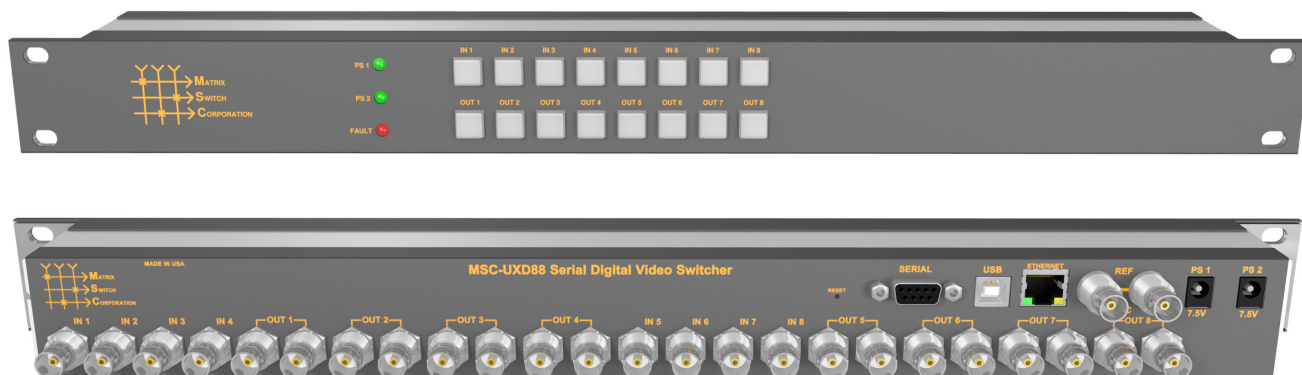 IN 1 IN 2 IN 3 IN 4 IN 5 IN 6 IN 7 IN 8
PS 1
MATRIX
SWITCH
CORPORATION
PS 2
OUT 1 OUT 2 OUT 3 OUT 4 OUT 5 OUT 6 OUT 7 OUT 8
FAULT
MATRIX
SWITCH
CORPORATION
MADE IN USA
MSC-UXD88 Serial Digital Video Switcher
RESET
SERIAL
USB
ETHERNET
REF
PS 1
7.5V
PS 2
7.5V
IN 1 IN 2 IN 3 IN 4 OUT 1 OUT 2 OUT 3 OUT 4 IN 5 IN 6 IN 7 IN 8 OUT 5 OUT 6 OUT 7 OUT 8